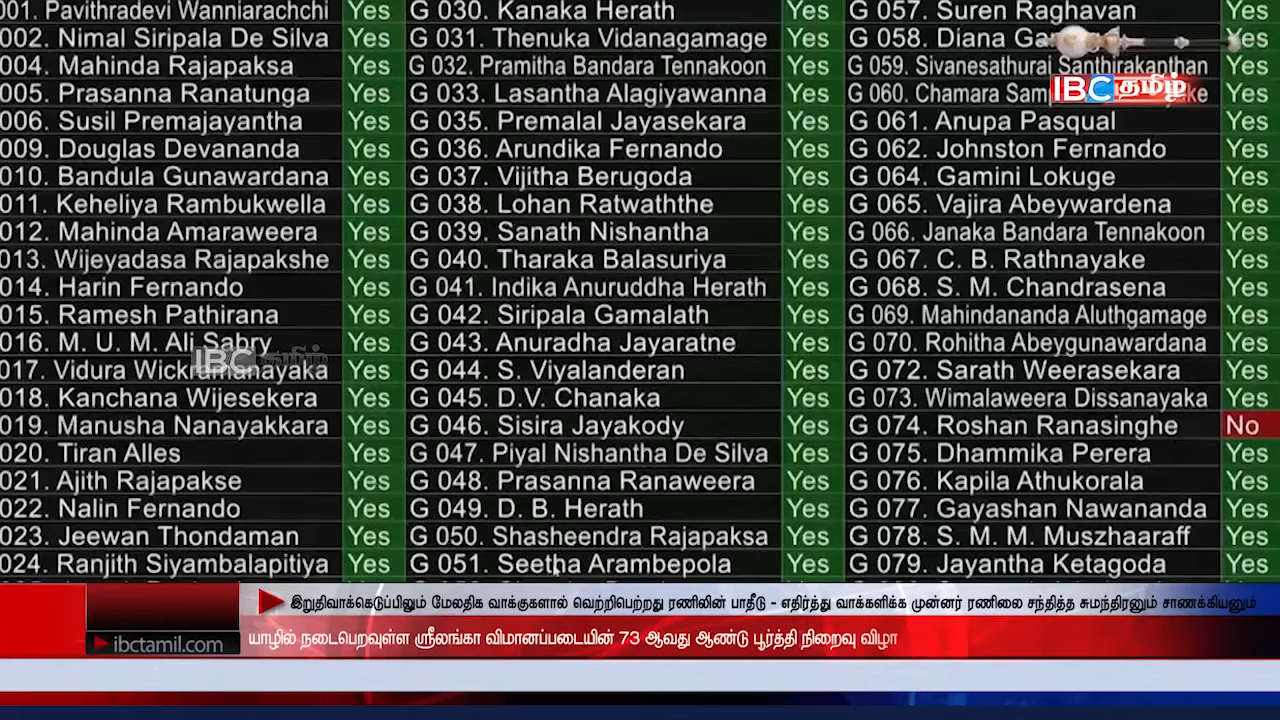 001. Pavithradevi Wanniarachchi Yes G 030. Kanaka Herath Yes G 057. Suren Raghavan Yes
002. Nimal Siripala De Silva Yes G 031. Thenuka Vidanagamage Yes G 058. Diana Yes
004. Mahinda Rajapaksa Yes G 032. Pramitha Bandara Tennakoon Yes G 059. Sivanesathurai Santhirakanthan Yes
005. Prasanna Ranatunga Yes G 033. Lasantha Alagiyawanna Yes G 060. Chamara Yes
IBC தமிழ்
006. Susil Premajayantha Yes G 035. Premalal Jayasekara Yes G 061. Anupa Pasqual Yes
009. Douglas Devananda Yes G 036. Arundika Fernando Yes G 062. Johnston Fernando Yes
010. Bandula Gunawardana Yes G 037. Vijitha Berugoda Yes G 064. Gamini Lokuge Yes
011. Keheliya Rambukwella Yes G 038. Lohan Ratwaththe Yes G 065. Vajira Abeywardena Yes
012. Mahinda Amaraweera Yes G 039. Sanath Nishantha Yes G 066. Janaka Bandara Tennakoon Yes
013. Wijeyadasa Rajapakshe Yes G 040. Tharaka Balasuriya Yes G 067. C. B. Rathnayake Yes
014. Harin Fernando Yes G 041. Indika Anuruddha Herath Yes G 068. S. M. Chandrasena Yes
015. Ramesh Pathirana Yes G 042. Siripala Gamalath Yes G 069. Mahindananda Aluthgamage Yes
016. M. U. M. Ali Sabry Yes G 043. Anuradha Jayaratne Yes G 070. Rohitha Abeygunawardana Yes
IBC தமிழ்
017. Vidura Wickramanayaka Yes G 044. S. Viyalanderan Yes G 072. Sarath Weerasekara Yes
018. Kanchana Wijesekera Yes G 045. D.V. Chanaka Yes G 073. Wimalaweera Dissanayaka Yes
019. Manusha Nanayakkara Yes G 046. Sisira Jayakody Yes G 074. Roshan Ranasinghe No
020. Tiran Alles Yes G 047. Piyal Nishantha De Silva Yes G 075. Dhammika Perera Yes
021. Ajith Rajapakse Yes G 048. Prasanna Ranaweera Yes G 076. Kapila Athukorala Yes
022. Nalin Fernando Yes G 049. D. B. Herath Yes G 077. Gayashan Nawananda Yes
023. Jeewan Thondaman Yes G 050. Shasheendra Rajapaksa Yes G 078. S. M. M. Muszhaaraff Yes
024. Ranjith Siyambalapitiya Yes G 051. Seetha Arambepola Yes G 079. Jayantha Ketagoda Yes
இறுதிவாக்கெடுப்பிலும் மேலதிக வாக்குகளால் வெற்றிபெற்றது ரணிலின் பாதீடு - எதிர்த்து வாக்களிக்க முன்னர் ரணிலை சந்தித்த சுமந்திரனும் சாணக்கியனும்
ibctamil.com யாழில் நடைபெறவுள்ள ஸ்ரீலங்கா விமானப்படையின் 73 ஆவது ஆண்டு பூர்த்தி நிறைவு விழா